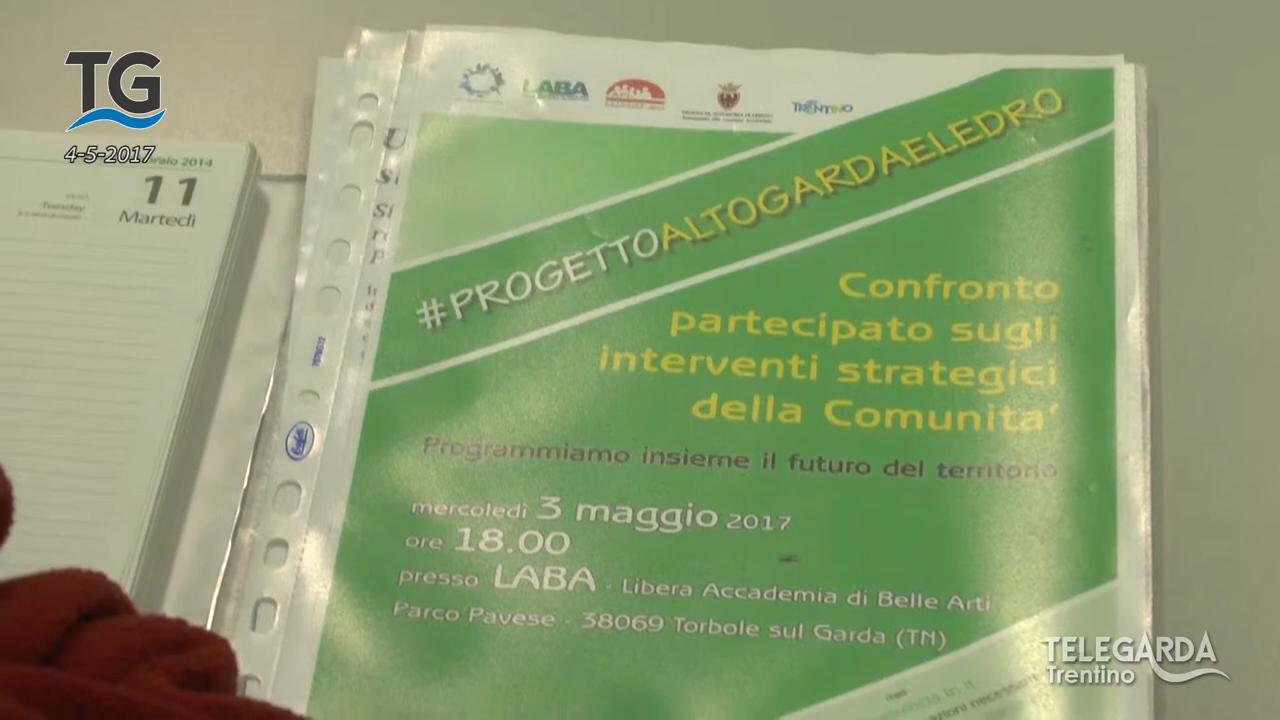 TG
4-5-2017
raio 2014
11
Tuesday
Martedì
LABA
TRENTINO
#PROGETTOALTOGARDAELEDRO
Confronto
partecipato sugli
interventi strategici
della Comunita'
Programmiamo insieme il futuro del territorio
mercoledì 3 maggio 2017
ore 18.00
presso LABA - Libera Accademia di Belle Arti
Parco Pavese - 38069 Torbole sul Garda (TN)
TELEGARDA
Trentino